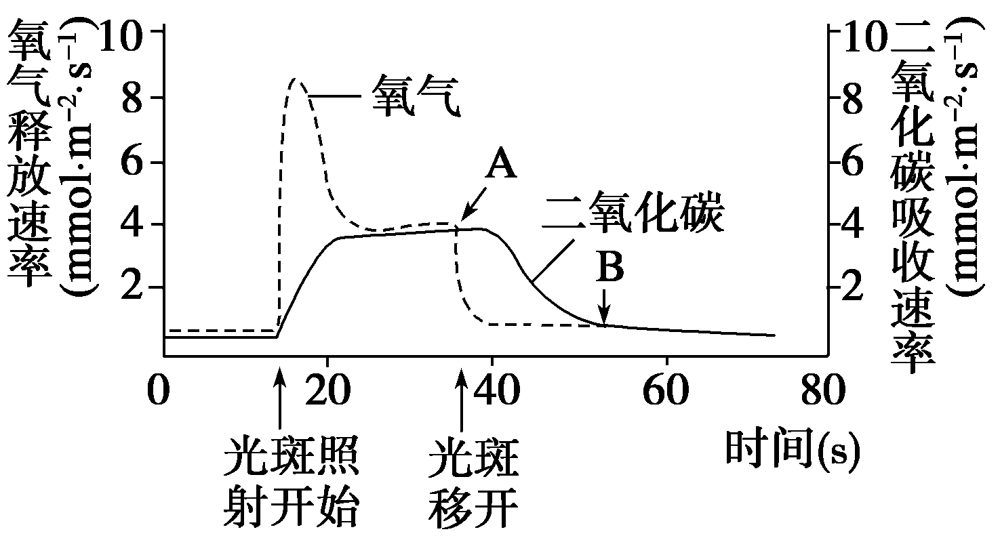 氧气释放速率
(mmol·m⁻²·s⁻¹)
10
8
6
4
2
氧气
A
二氧化碳
B
10
8
6
4
2
二氧化碳吸收速率
(mmol·m⁻²·s⁻¹)
0
20
40
60
80
时间(s)
光斑照
射开始
光斑
移开